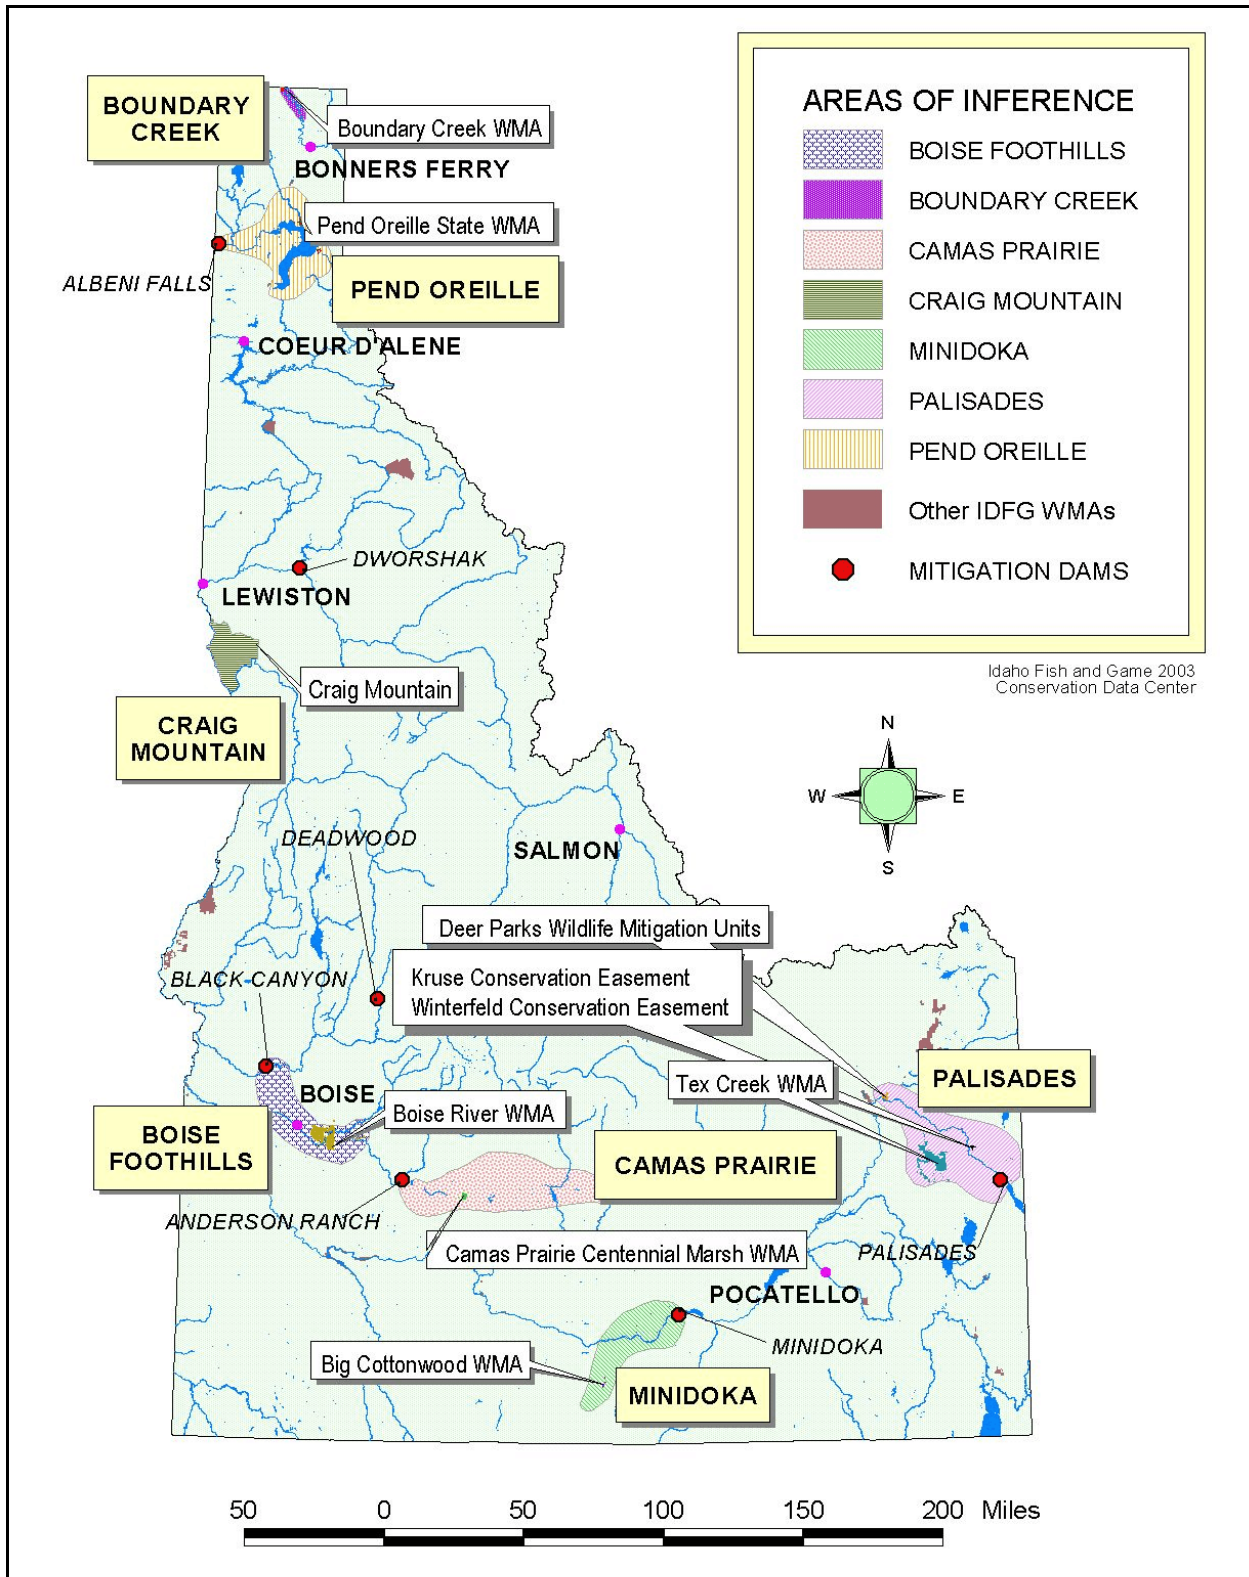 BOUNDARY
CREEK
Boundary Creek WMA
BONNERS FERRY
Pend Oreille State WMA
ALBENI FALLS
PEND OREILLE
COEUR D'ALENE
DWORSHAK
LEWISTON
Craig Mountain
CRAIG
MOUNTAIN
DEADWOOD
SALMON
Deer Parks Wildlife Mitigation Units
Kruse Conservation Easement
Winterfeld Conservation Easement
BLACK CANYON
Tex Creek WMA
PALISADES
BOISE
Boise River WMA
BOISE
FOOTHILLS
CAMAS PRAIRIE
ANDERSON RANCH
Camas Prairie Centennial Marsh WMA
PALISADES
POCATELLO
MINIDOKA
Big Cottonwood WMA
MINIDOKA
AREAS OF INFERENCE
BOISE FOOTHILLS
BOUNDARY CREEK
CAMAS PRAIRIE
CRAIG MOUNTAIN
MINIDOKA
PALISADES
PEND OREILLE
Other IDFG WMAs
MITIGATION DAMS
Idaho Fish and Game 2003
Conservation Data Center
N
W E
S
50 0 50 100 150 200 Miles